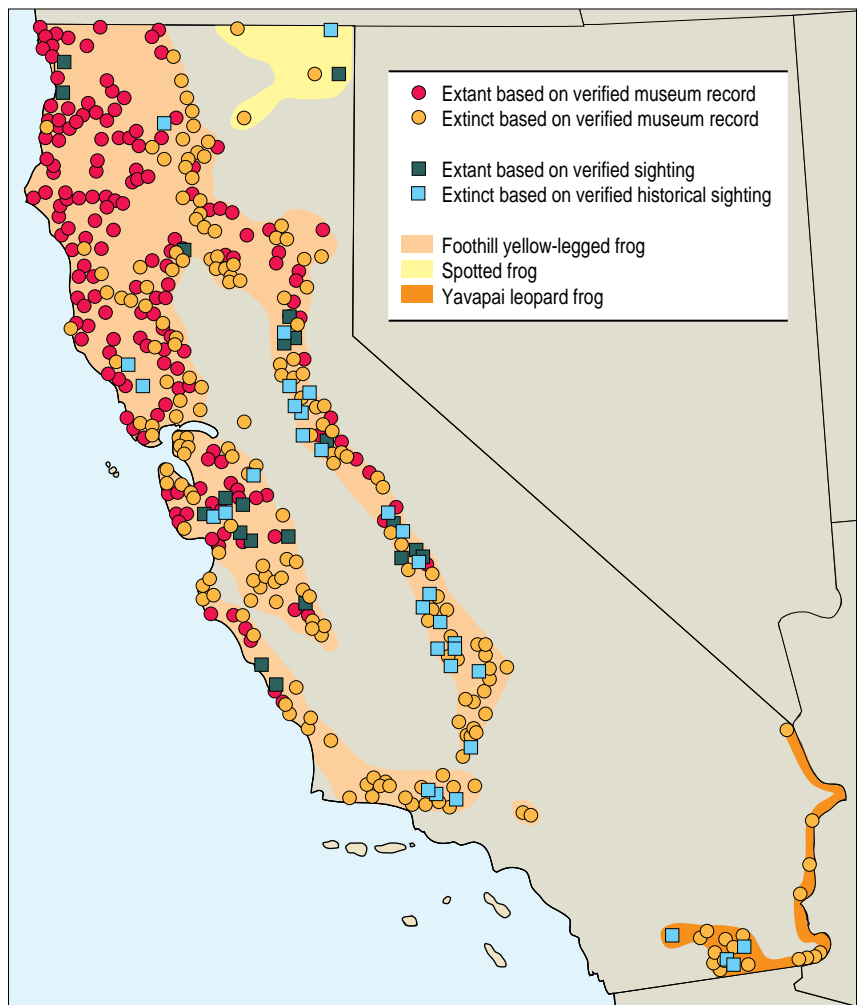 Extant based on verified museum record
Extinct based on verified museum record
Extant based on verified sighting
Extinct based on verified historical sighting
Foothill yellow-legged frog
Spotted frog
Yavapai leopard frog